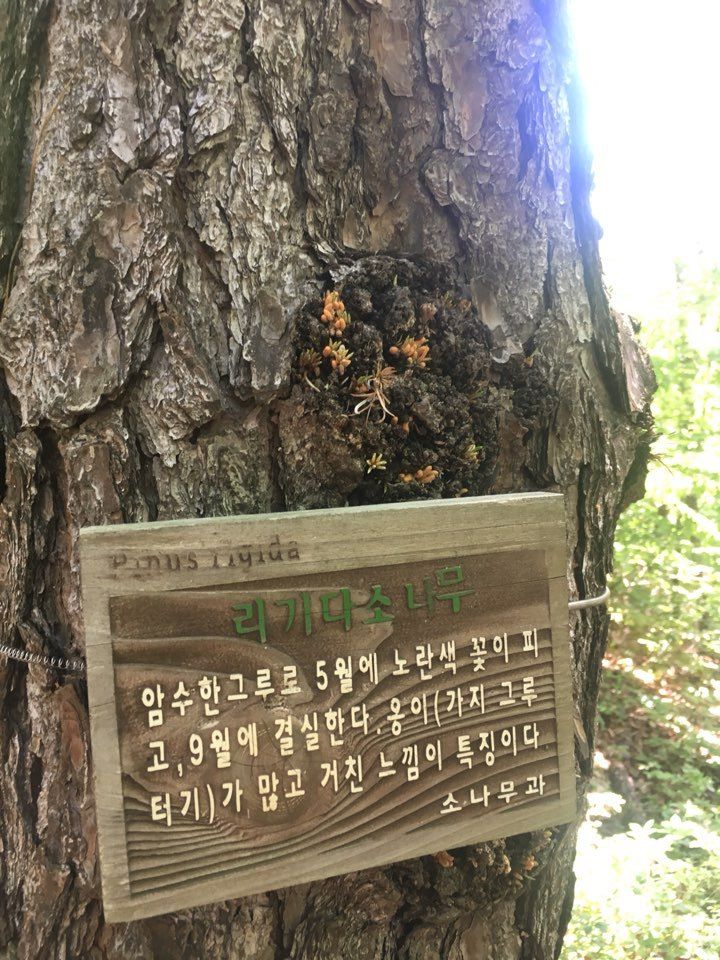 Pinus rigida
리기다소나무
암수한그루로 5월에 노란색 꽃이 피
고, 9월에 결실한다. 옹이(가지 그루
터기)가 많고 거친 느낌이 특징이다.
소나무과